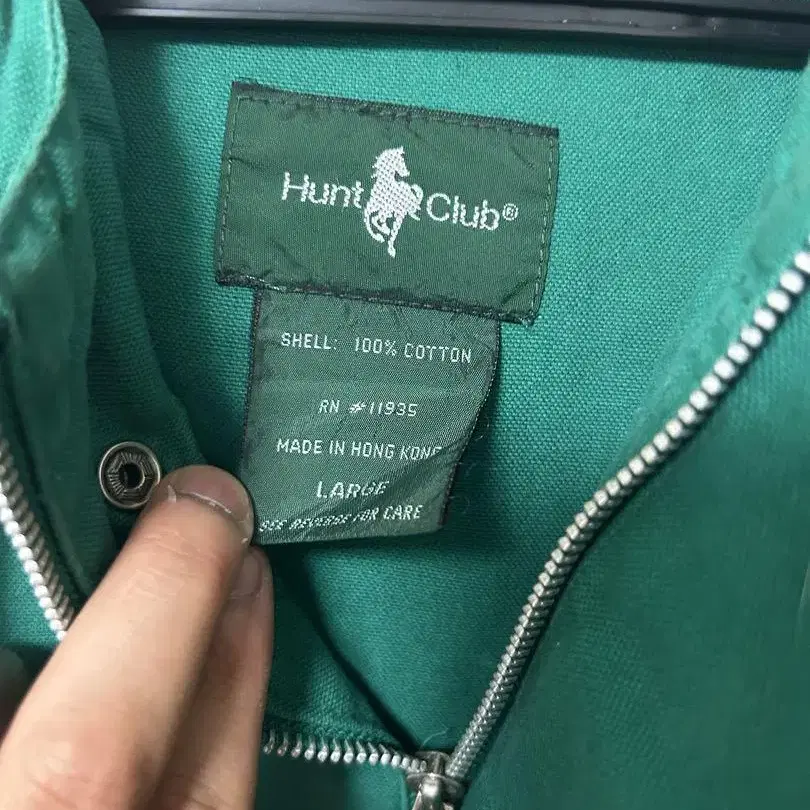 Hunt Club®
SHELL: 100% COTTON
RN #11935
MADE IN HONG KONG
LARGE
SEE REVERSE FOR CARE